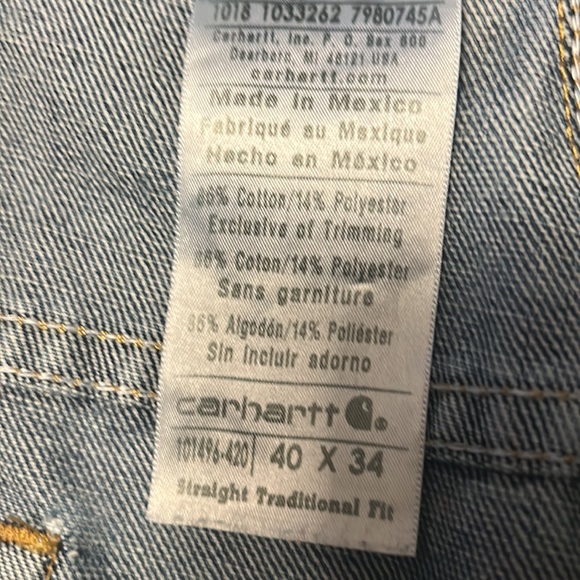 1018 1033262 7980745A
Carhartt, Inc. P. O. Box 600
Dearborn, MI 48121 USA
carhartt.com
Made in Mexico
Fabriqué au Mexique
Hecho en México
86% Cotton/14% Polyester
Exclusive of Trimming
86% Coton/14% Polyester
Sans garniture
86% Algodón/14% Poliéster
Sin incluir adorno
carhartt
101496-420 40 X 34
Straight Traditional Fit